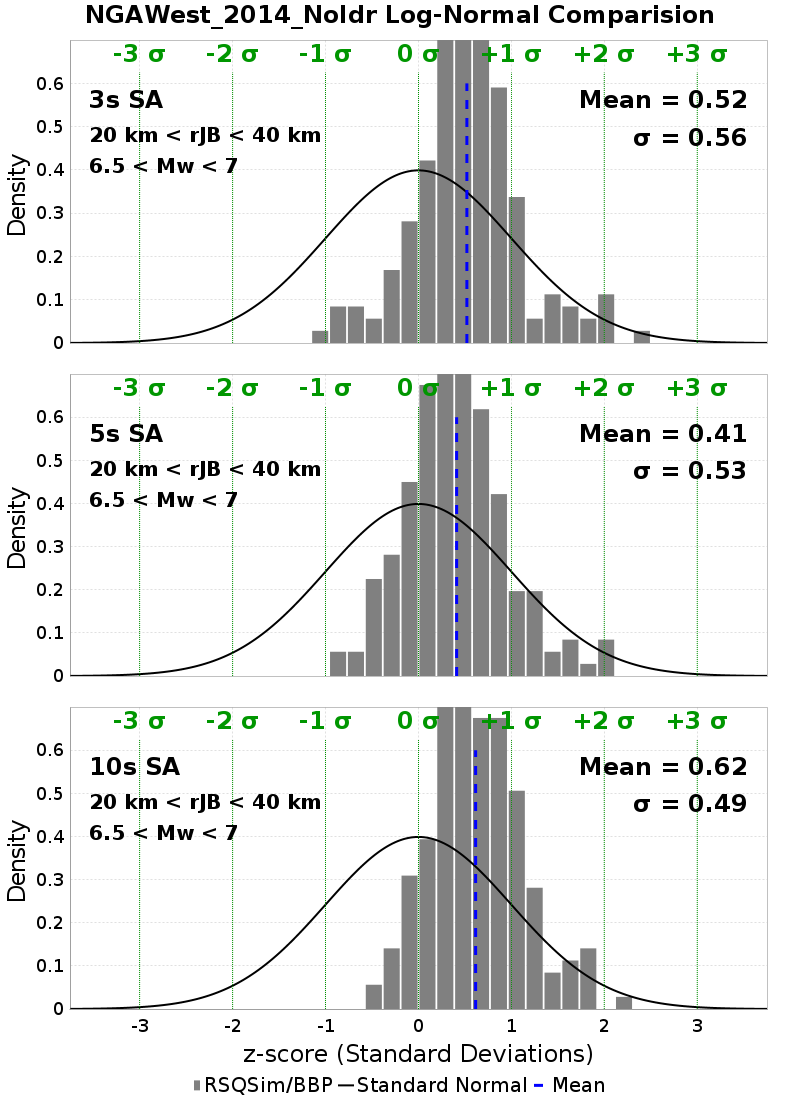 NGAWest_2014_NoIdr Log-Normal Comparision
-3 σ -2 σ -1 σ 0 σ +1 σ +2 σ +3 σ
3s SA
20 km < rJB < 40 km
6.5 < Mw < 7
Mean = 0.52
σ = 0.56
Density
0.6
0.5
0.4
0.3
0.2
0.1
0
-3 σ -2 σ -1 σ 0 σ +1 σ +2 σ +3 σ
5s SA
20 km < rJB < 40 km
6.5 < Mw < 7
Mean = 0.41
σ = 0.53
Density
0.6
0.5
0.4
0.3
0.2
0.1
0
-3 σ -2 σ -1 σ 0 σ +1 σ +2 σ +3 σ
10s SA
20 km < rJB < 40 km
6.5 < Mw < 7
Mean = 0.62
σ = 0.49
Density
0.6
0.5
0.4
0.3
0.2
0.1
0
-3 -2 -1 0 1 2 3
z-score (Standard Deviations)
RSQSim/BBP Standard Normal Mean